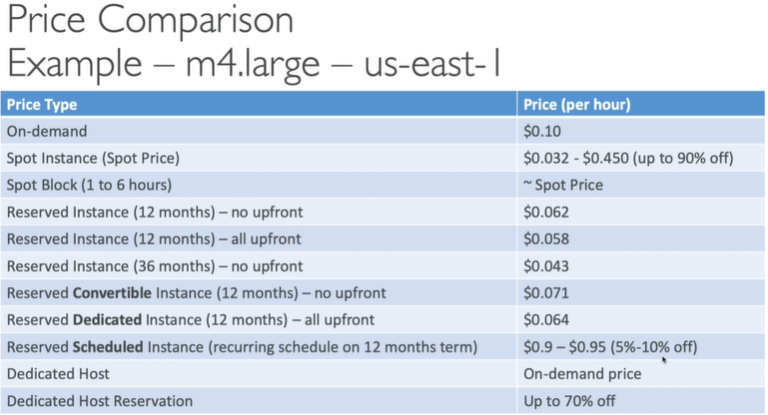 Price Comparison
Example – m4.large – us-east-1
Price Type Price (per hour)
On-demand $0.10
Spot Instance (Spot Price) $0.032 - $0.450 (up to 90% off)
Spot Block (1 to 6 hours) ~ Spot Price
Reserved Instance (12 months) – no upfront $0.062
Reserved Instance (12 months) – all upfront $0.058
Reserved Instance (36 months) – no upfront $0.043
Reserved Convertible Instance (12 months) – no upfront $0.071
Reserved Dedicated Instance (12 months) – all upfront $0.064
Reserved Scheduled Instance (recurring schedule on 12 months term) $0.9 – $0.95 (5%-10% off)
Dedicated Host On-demand price
Dedicated Host Reservation Up to 70% off